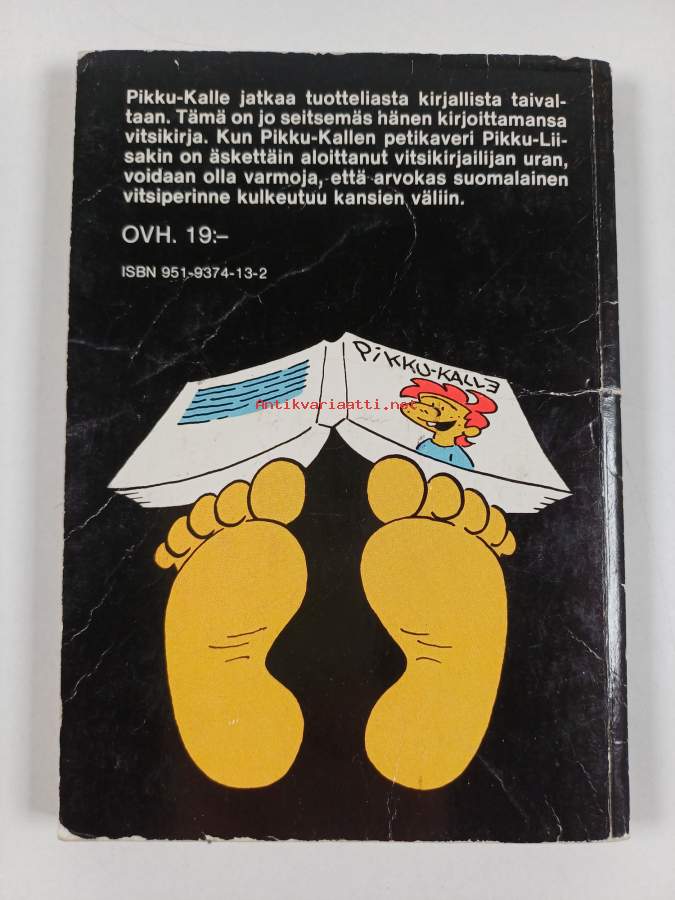 Pikku-Kalle jatkaa tuotteliasta kirjallista taival-
taan. Tämä on jo seitsemäs hänen kirjoittamansa
vitsikirja. Kun Pikku-Kallen petikaveri Pikku-Lii-
sakin on äskettäin aloittanut vitsikirjailijan uran,
voidaan olla varmoja, että arvokas suomalainen
vitsiperinne kulkeutuu kansien väliin.
OVH. 19:–
ISBN 951-9374-13-2
PiKKU-KALLE
Antikvariaatti.net